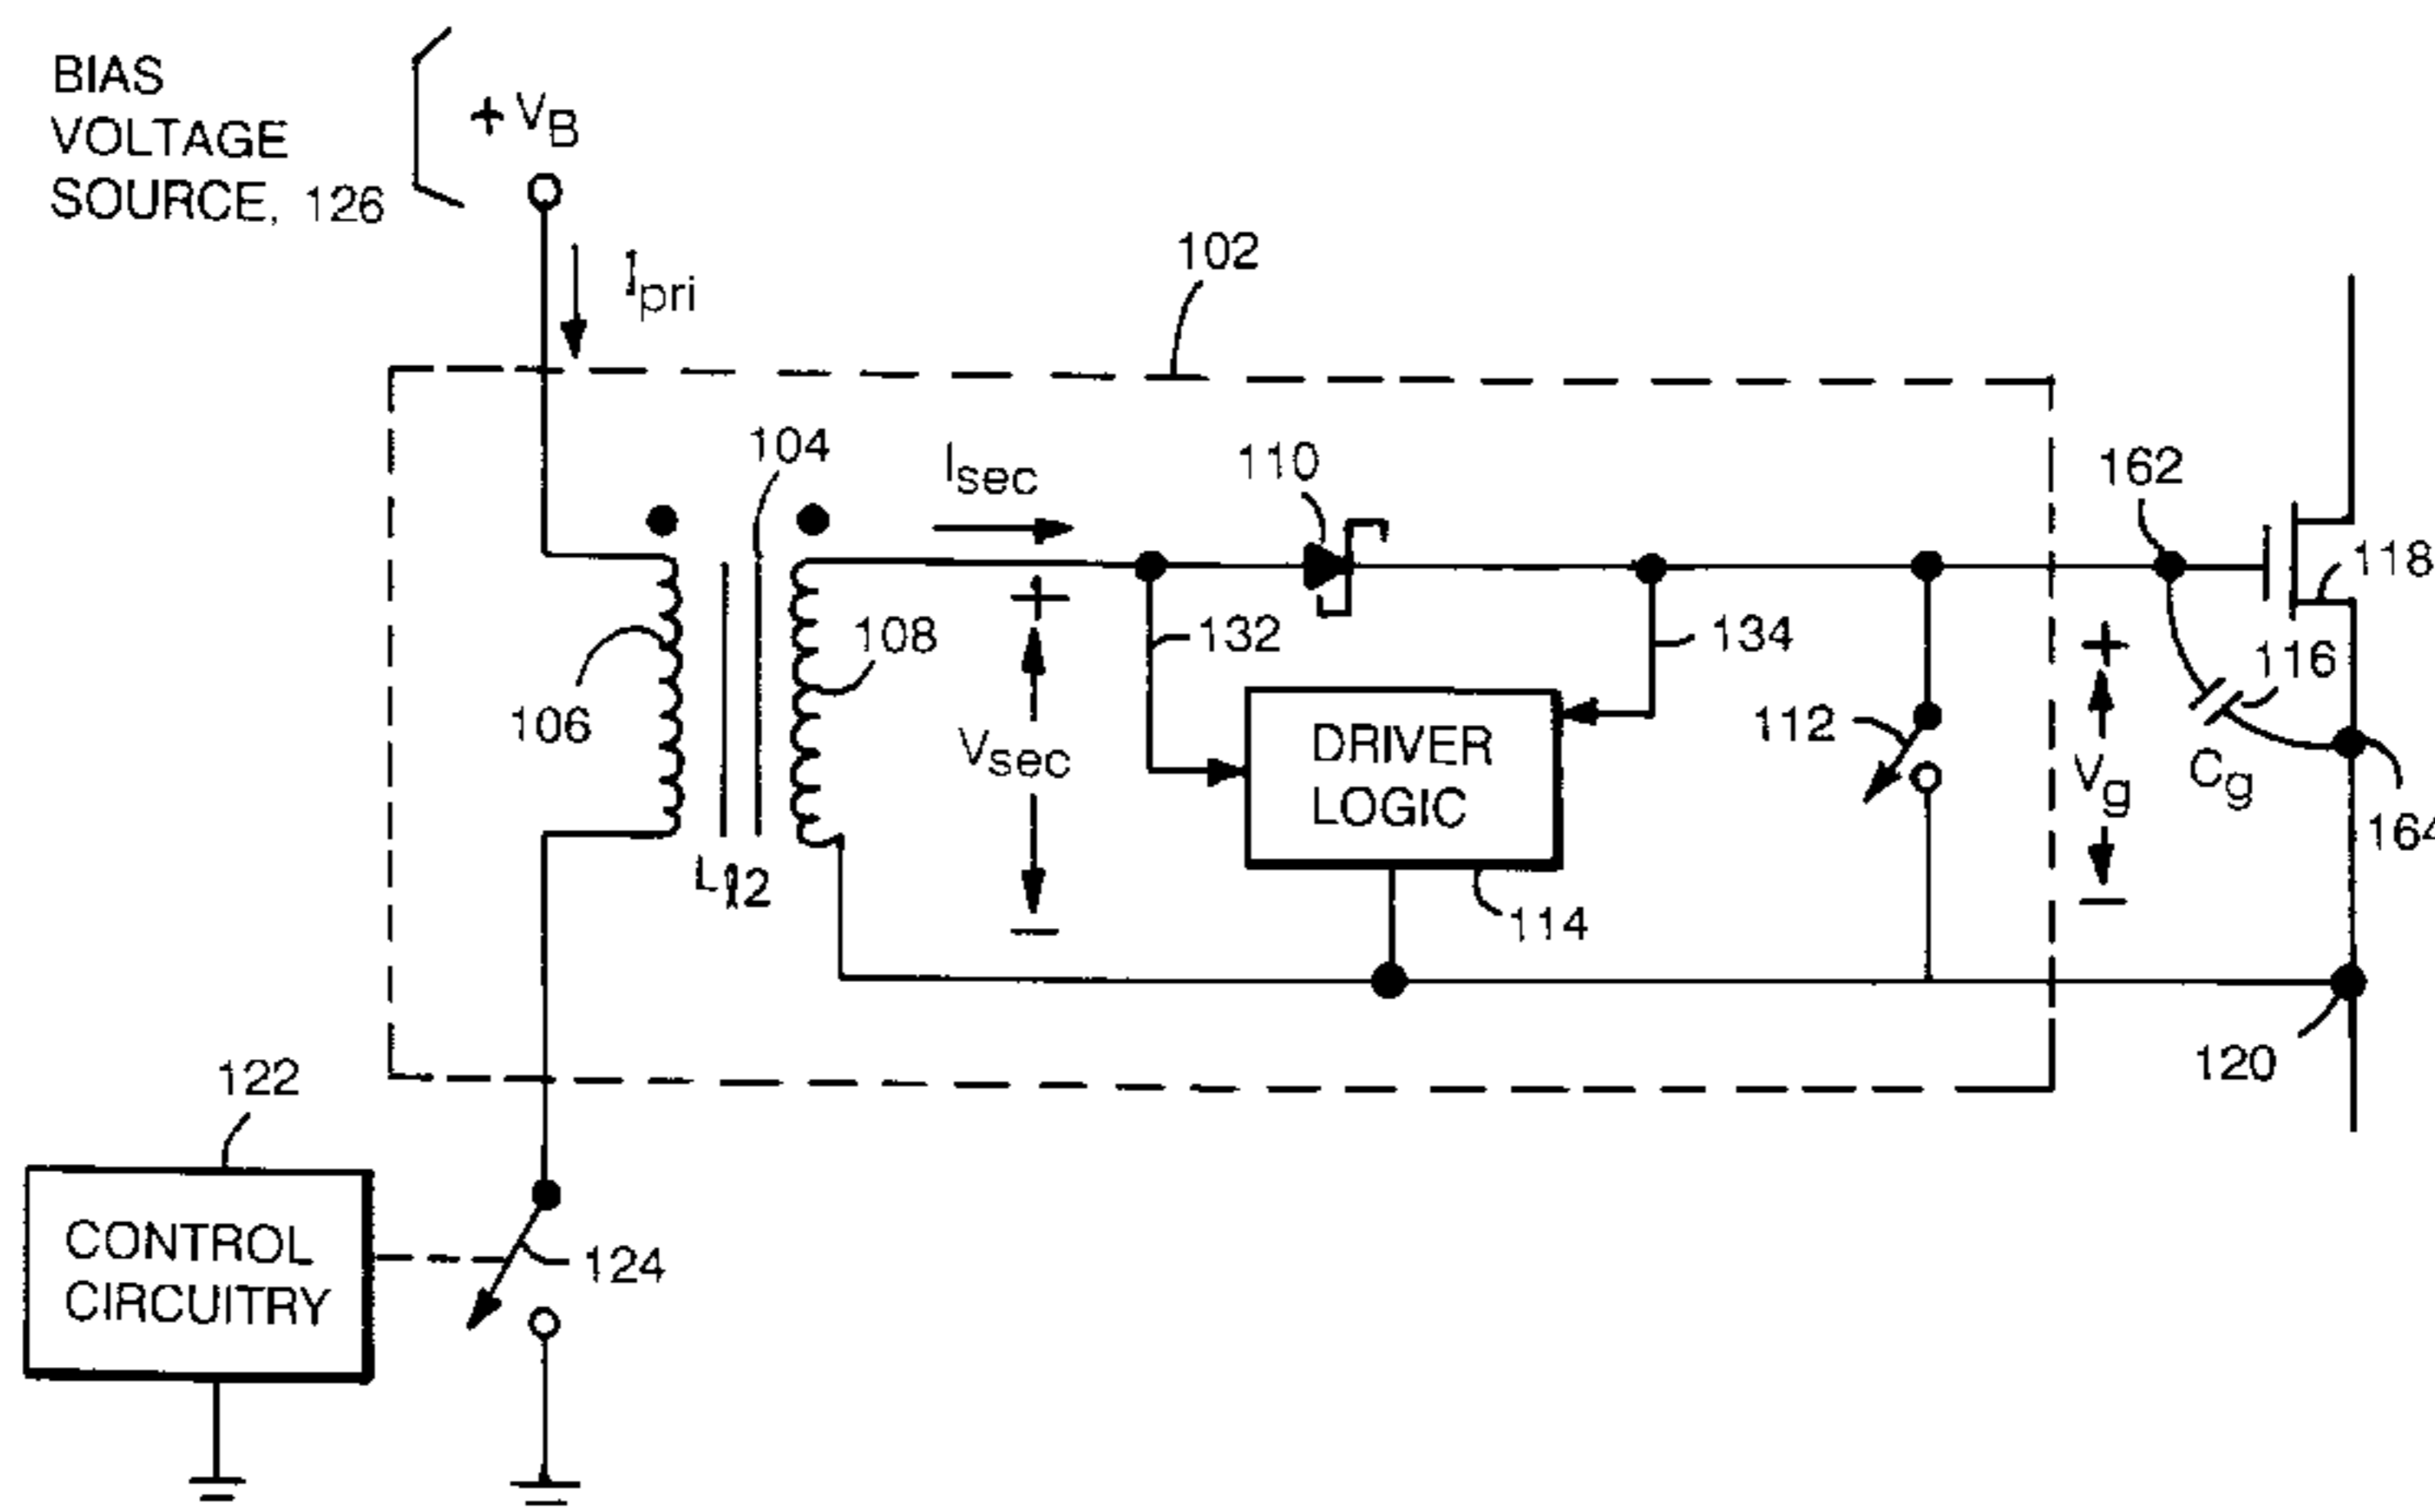 BIAS
VOLTAGE
SOURCE, 126
+ VB
Ipri
102
104
Isec
110
162
118
132
134
116
108
106
Vsec
DRIVER
LOGIC
112
Vg
Cg
164
114
120
122
CONTROL
CIRCUITRY
124